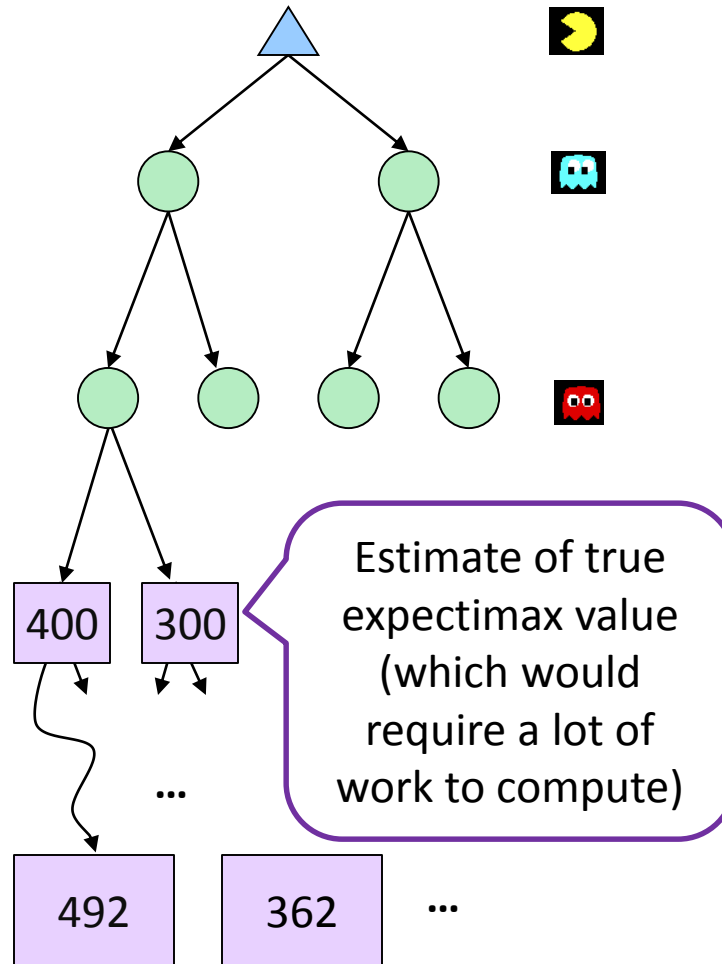 400 300
Estimate of true
expectimax value
(which would
require a lot of
work to compute)
...
492 362 ...